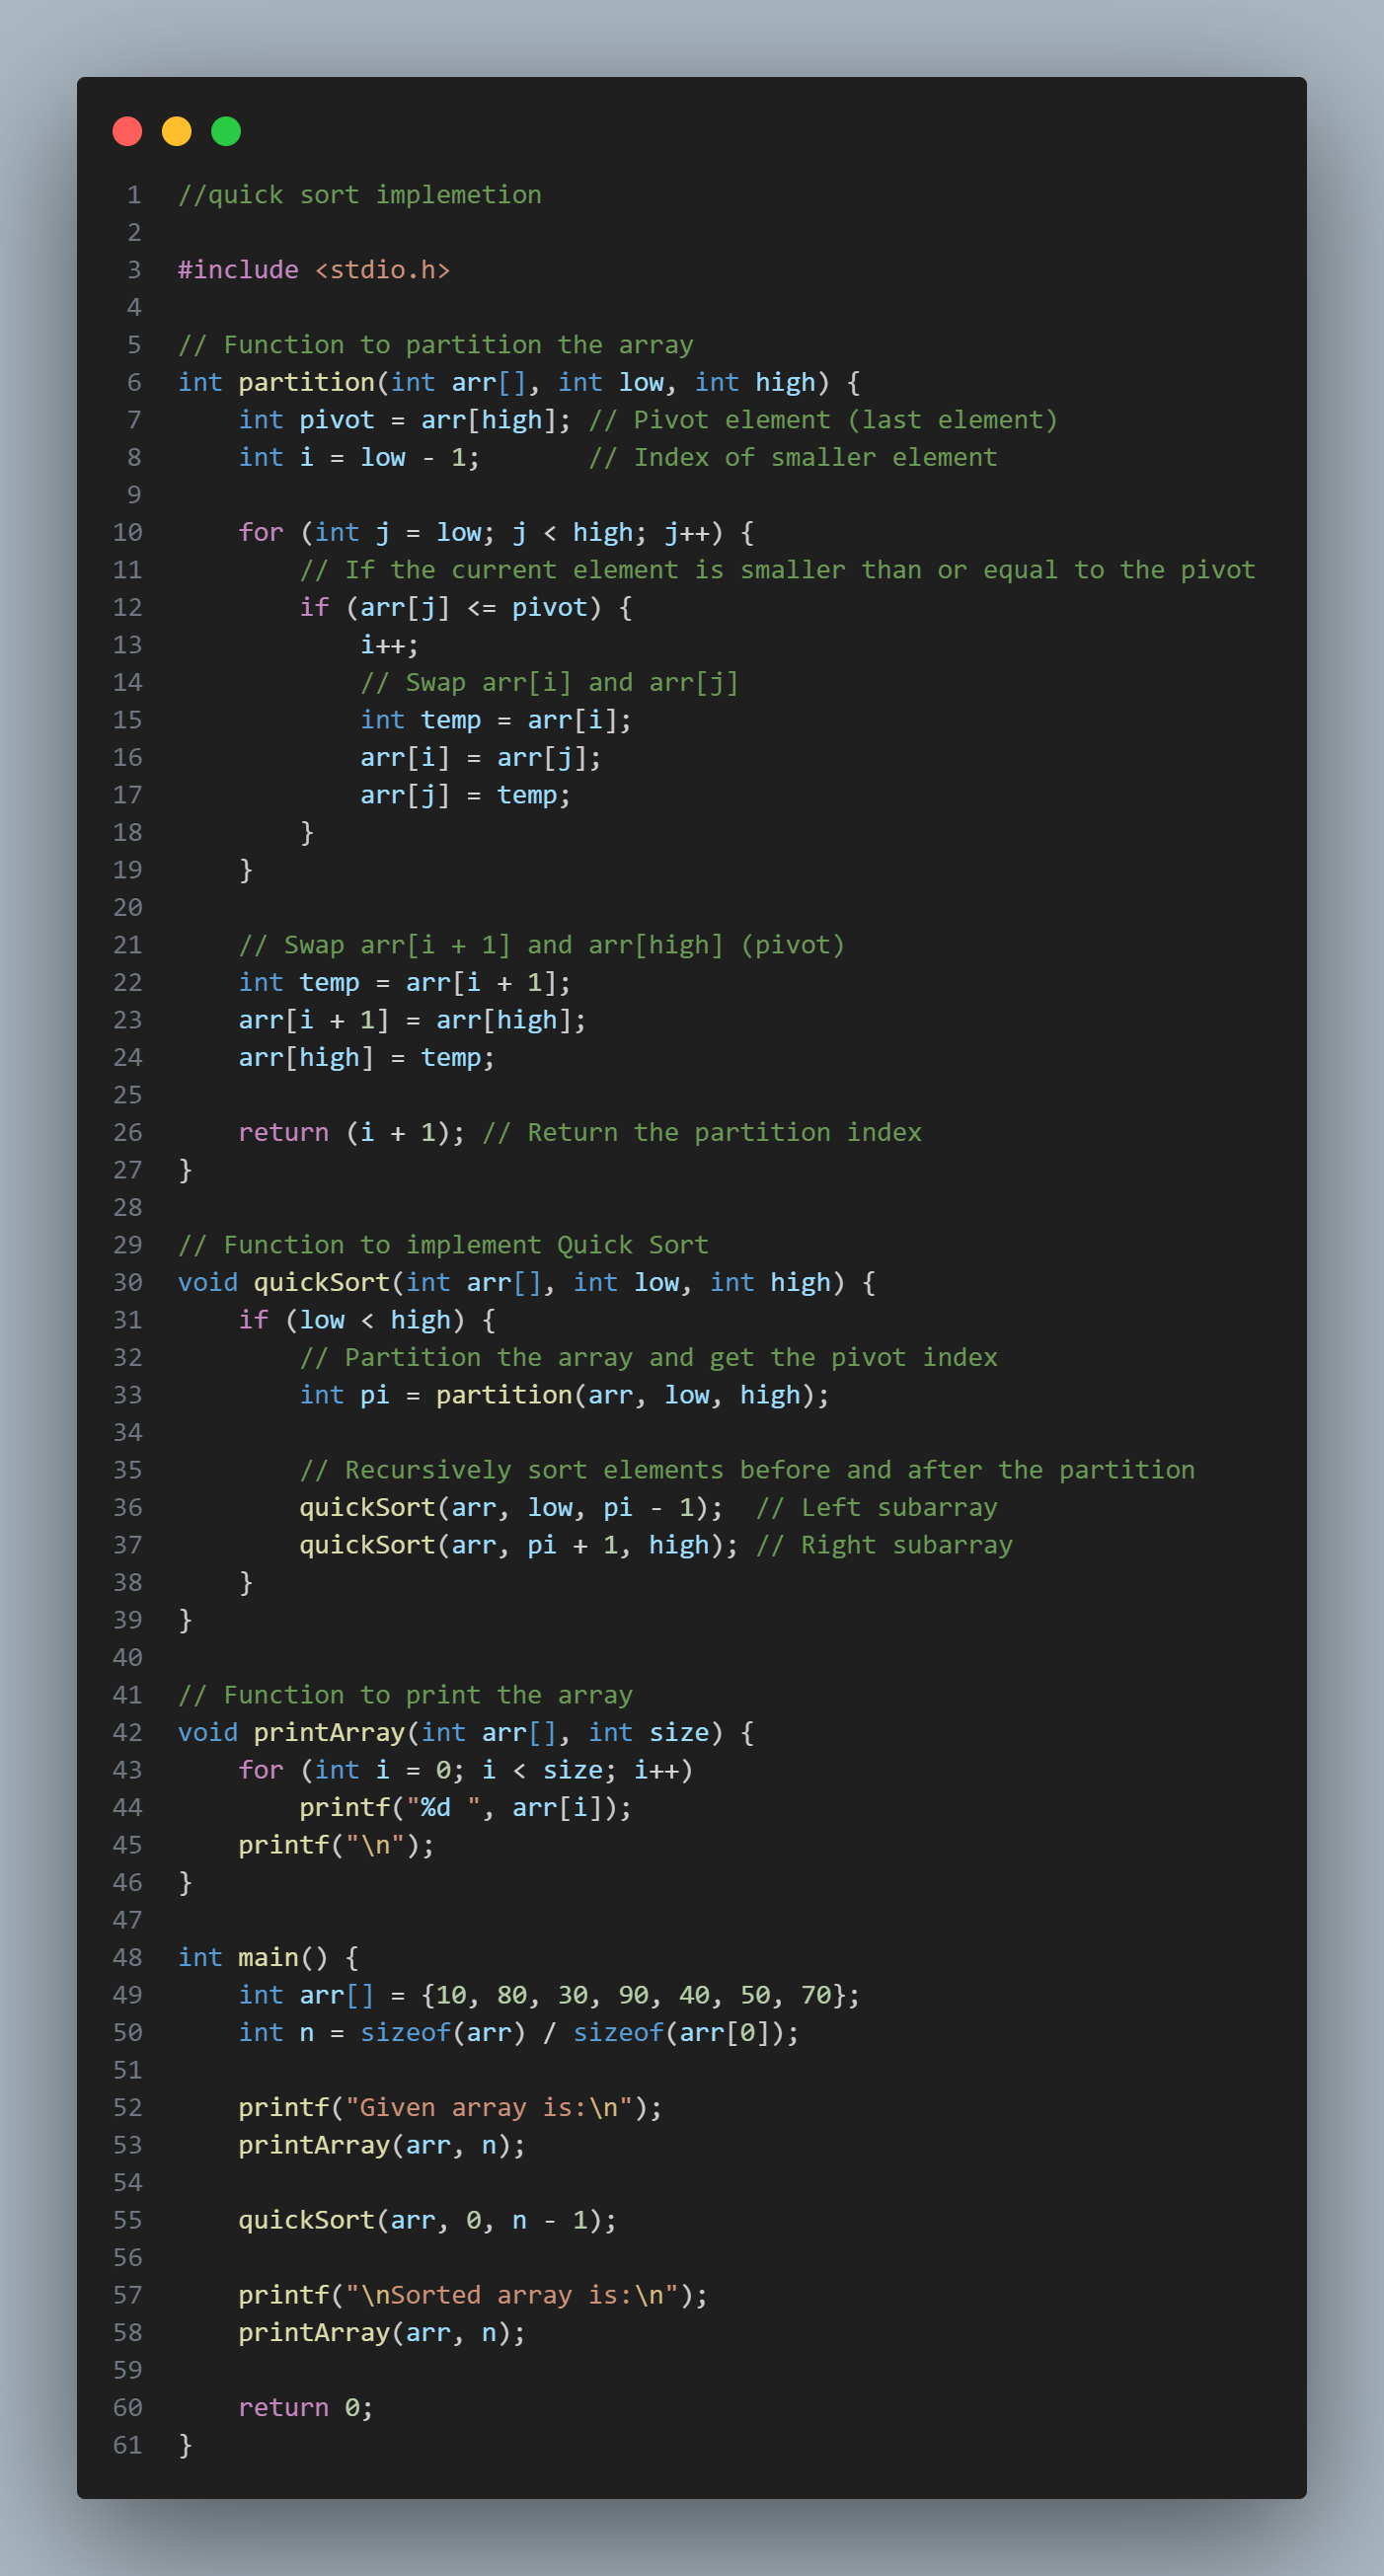 1 //quick sort implemetion
2
3 #include <stdio.h>
4
5 // Function to partition the array
6 int partition(int arr[], int low, int high) {
7     int pivot = arr[high]; // Pivot element (last element)
8     int i = low - 1;       // Index of smaller element
9
10     for (int j = low; j < high; j++) {
11         // If the current element is smaller than or equal to the pivot
12         if (arr[j] <= pivot) {
13             i++;
14             // Swap arr[i] and arr[j]
15             int temp = arr[i];
16             arr[i] = arr[j];
17             arr[j] = temp;
18         }
19     }
20
21     // Swap arr[i + 1] and arr[high] (pivot)
22     int temp = arr[i + 1];
23     arr[i + 1] = arr[high];
24     arr[high] = temp;
25
26     return (i + 1); // Return the partition index
27 }
28
29 // Function to implement Quick Sort
30 void quickSort(int arr[], int low, int high) {
31     if (low < high) {
32         // Partition the array and get the pivot index
33         int pi = partition(arr, low, high);
34
35         // Recursively sort elements before and after the partition
36         quickSort(arr, low, pi - 1);  // Left subarray
37         quickSort(arr, pi + 1, high); // Right subarray
38     }
39 }
40
41 // Function to print the array
42 void printArray(int arr[], int size) {
43     for (int i = 0; i < size; i++)
44         printf("%d ", arr[i]);
45     printf("\n");
46 }
47
48 int main() {
49     int arr[] = {10, 80, 30, 90, 40, 50, 70};
50     int n = sizeof(arr) / sizeof(arr[0]);
51
52     printf("Given array is:\n");
53     printArray(arr, n);
54
55     quickSort(arr, 0, n - 1);
56
57     printf("\nSorted array is:\n");
58     printArray(arr, n);
59
60     return 0;
61 }